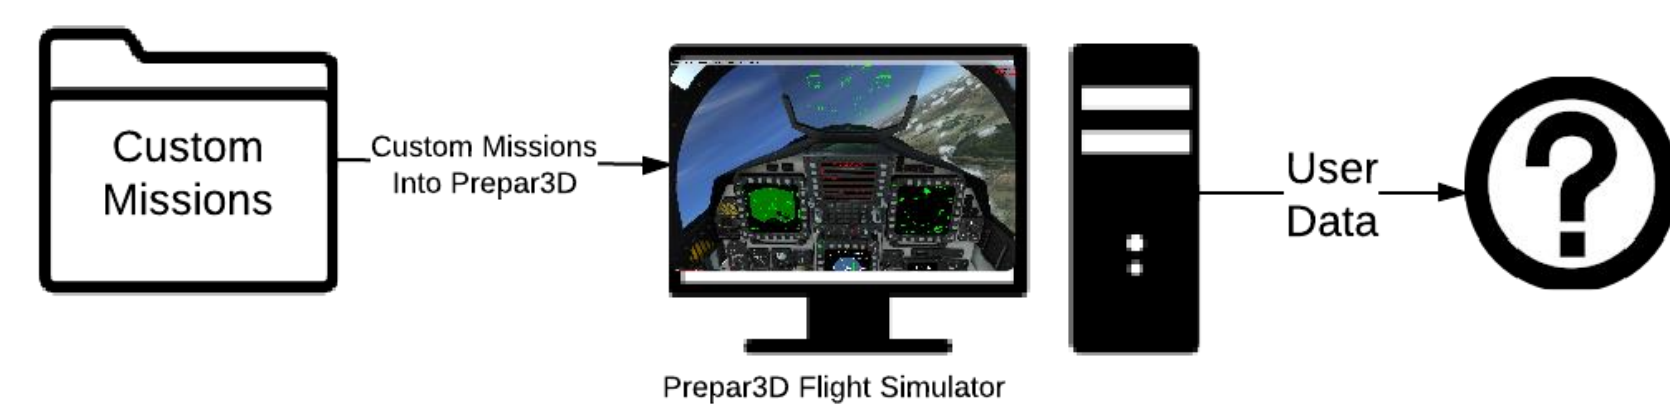 Custom
Missions
Custom Missions
Into Prepar3D
User
Data
?
Prepar3D Flight Simulator